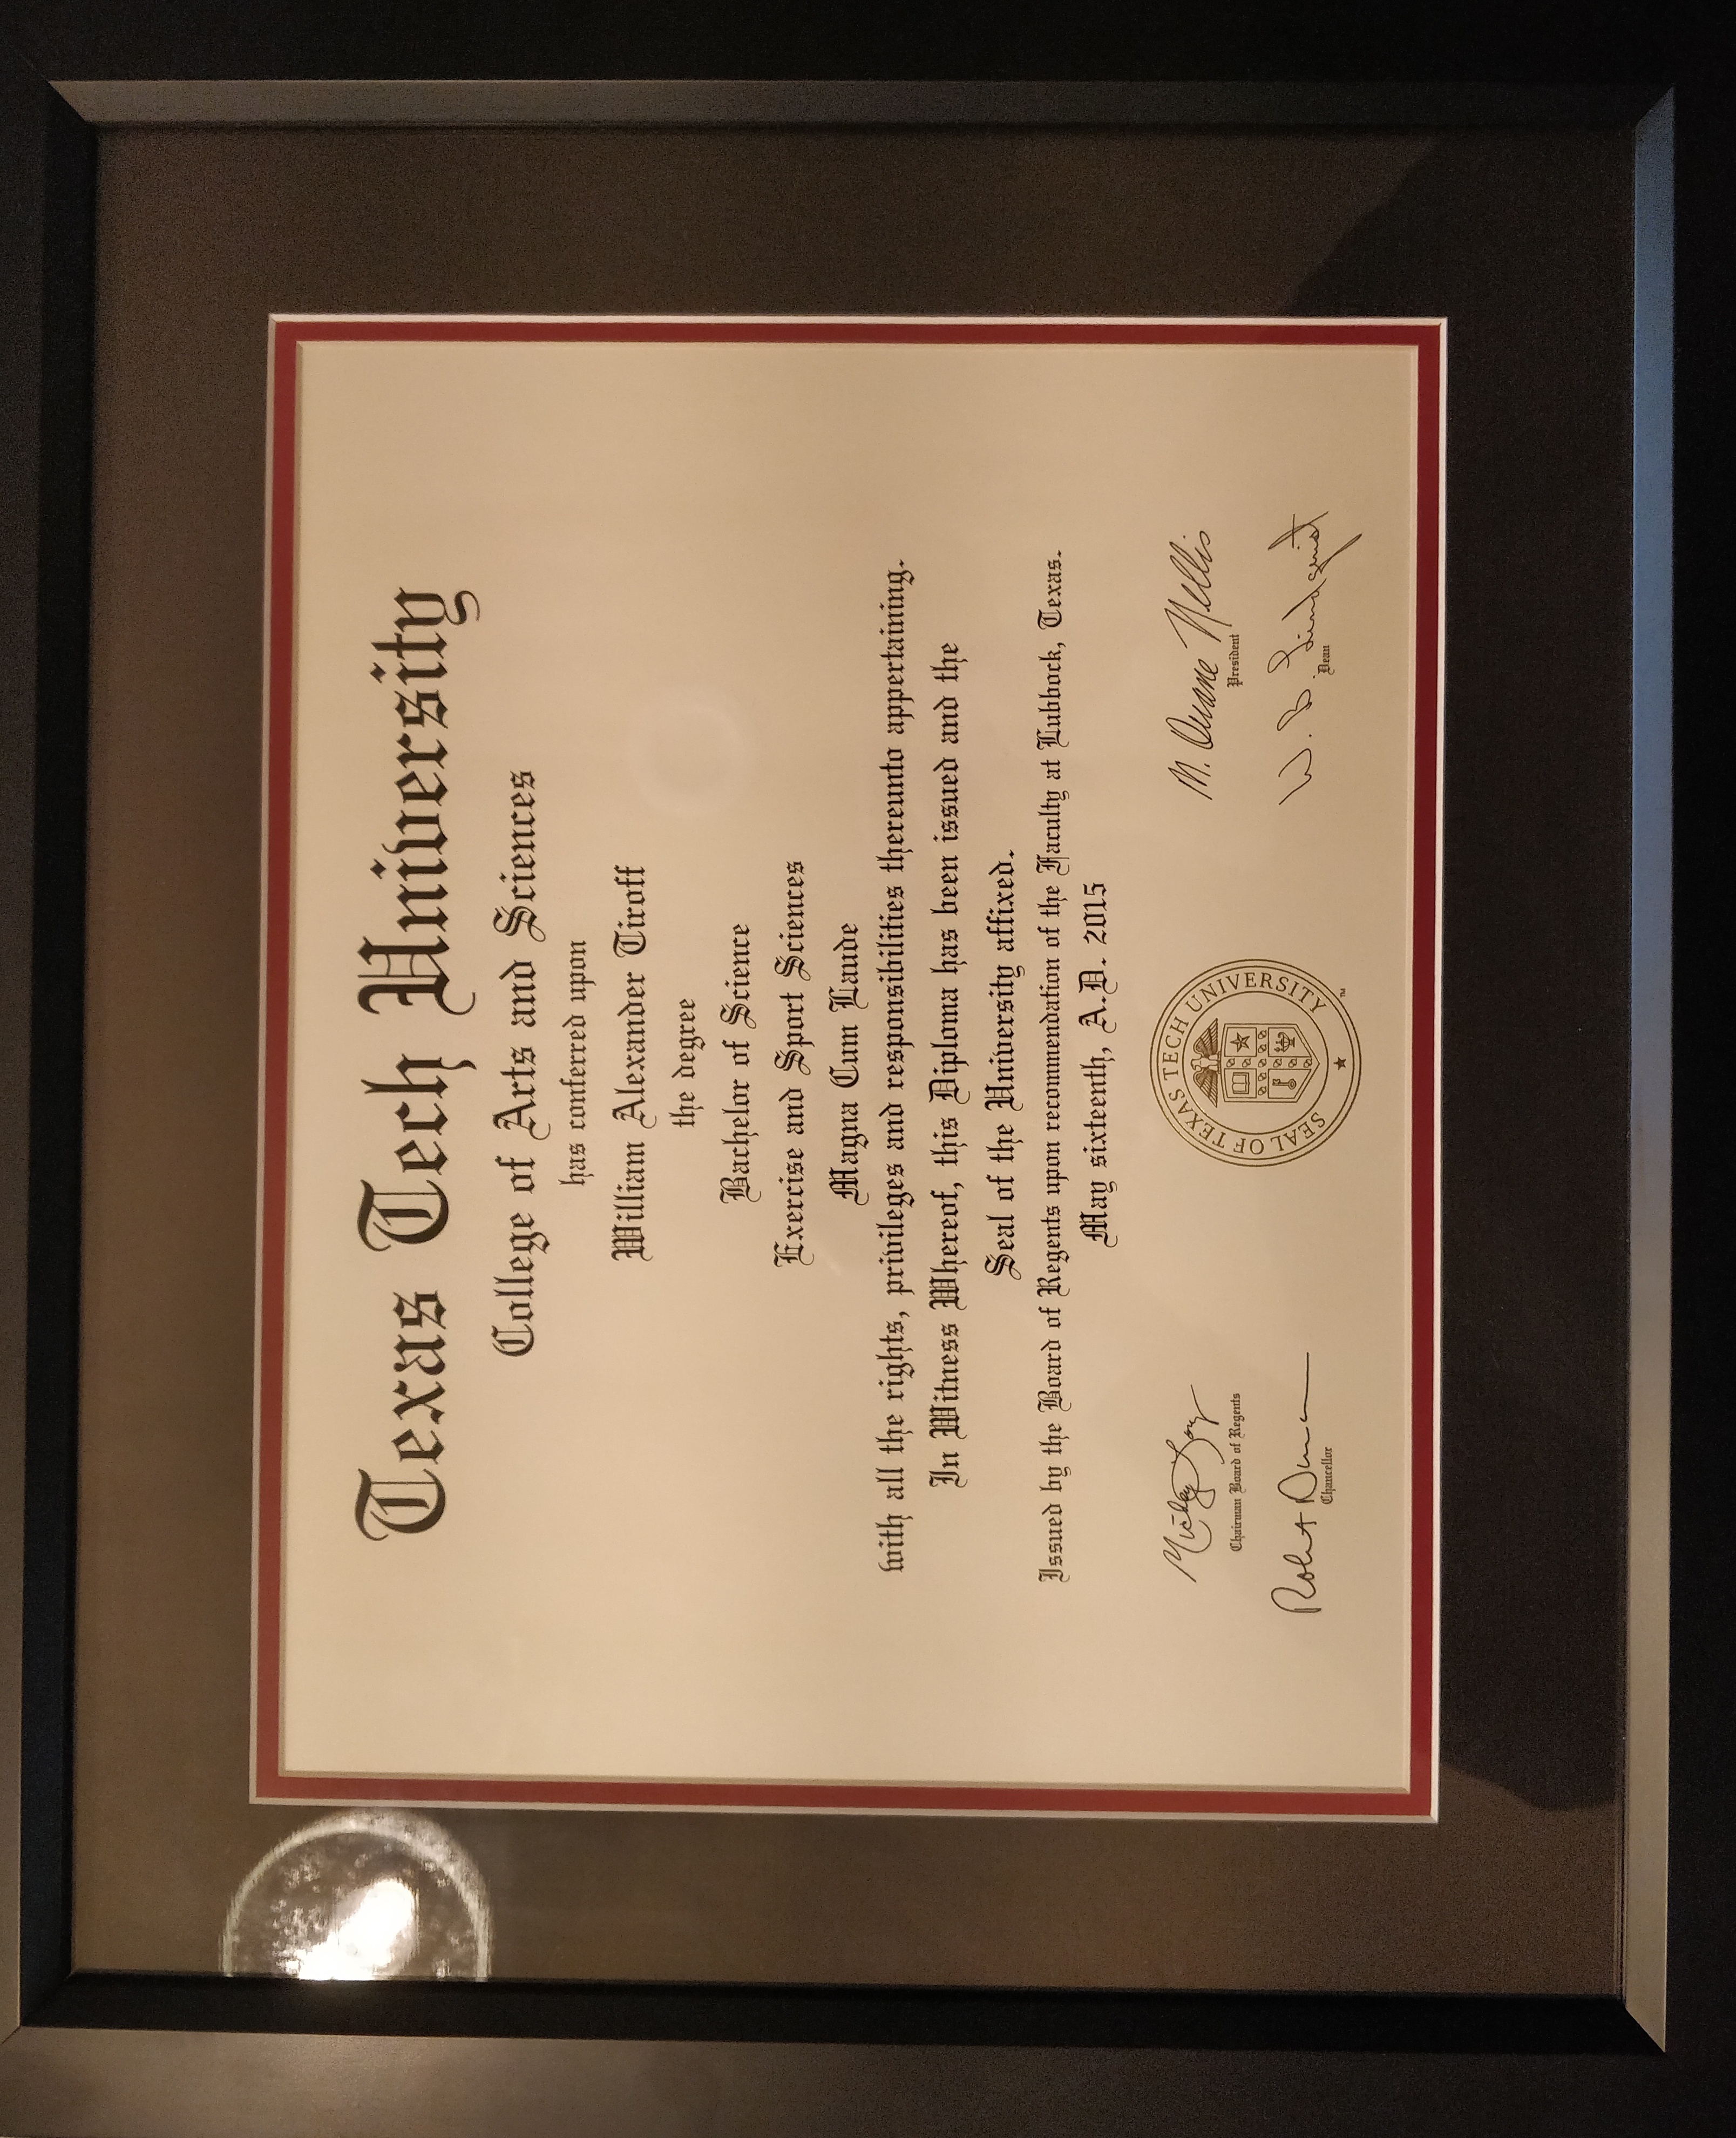 Texas Tech University
College of Arts and Sciences
has conferred upon
William Alexander Tiroff
the degree
Bachelor of Science
Exercise and Sport Sciences
Magna Cum Laude
with all the rights, privileges and responsibilities thereunto appertaining.
In Witness Whereof, this Diploma has been issued and the
Seal of the University affixed.
Issued by the Board of Regents upon recommendation of the Faculty at Lubbock, Texas.
May sixteenth, A.D. 2015
Mickey Long
Chairman Board of Regents
Robert Duncan
Chancellor
SEAL OF TEXAS TECH UNIVERSITY
TM
M. Duane Nellis
President
W. B. Lindquist
Dean